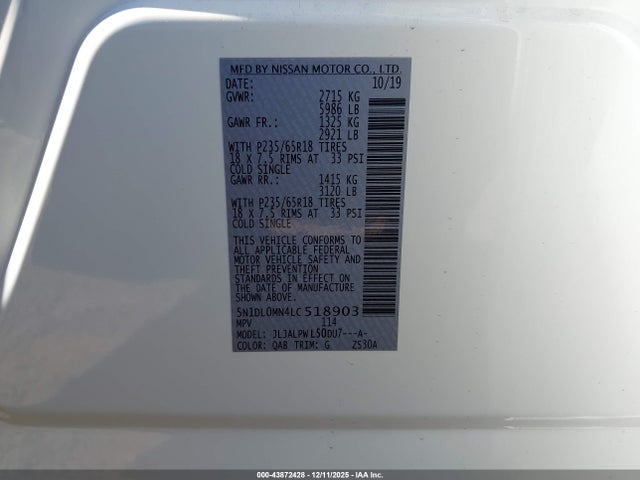 MFD BY NISSAN MOTOR CO., LTD.
DATE: 10/19
GVWR: 2715 KG
5986 LB
GAWR FR.: 1325 KG
2921 LB
WITH P235/65R18 TIRES
18 X 7.5 RIMS AT 33 PSI
COLD SINGLE
GAWR RR.: 1415 KG
3120 LB
WITH P235/65R18 TIRES
18 X 7.5 RIMS AT 33 PSI
COLD SINGLE
THIS VEHICLE CONFORMS TO
ALL APPLICABLE FEDERAL
MOTOR VEHICLE SAFETY AND
THEFT PREVENTION
STANDARDS IN EFFECT ON
THE DATE OF MANUFACTURE
SHOWN ABOVE.
5N1DL0MN4LC518903
MPV 114
MODEL: JLJALPWL50DU7---A-
COLOR: QAB TRIM: G ZS30A
000-43872428 - 12/11/2025 - IAA Inc.